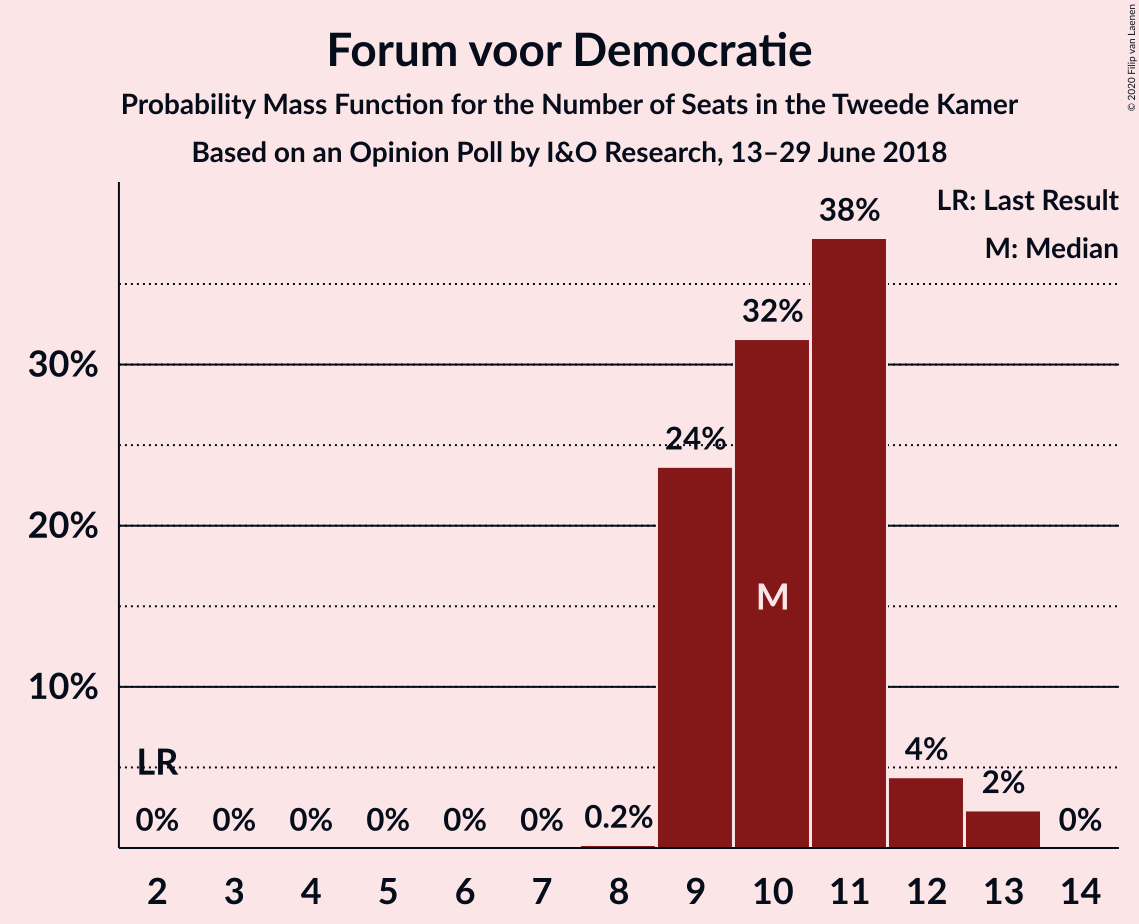 Forum voor Democratie
Probability Mass Function for the Number of Seats in the Tweede Kamer
Based on an Opinion Poll by I&O Research, 13–29 June 2018
© 2020 Filip van Laenen
LR: Last Result
M: Median
38%
32%
30%
24%
20%
M
10%
LR
4%
2%
0% 0% 0% 0% 0% 0% 0.2% 0%
2 3 4 5 6 7 8 9 10 11 12 13 14